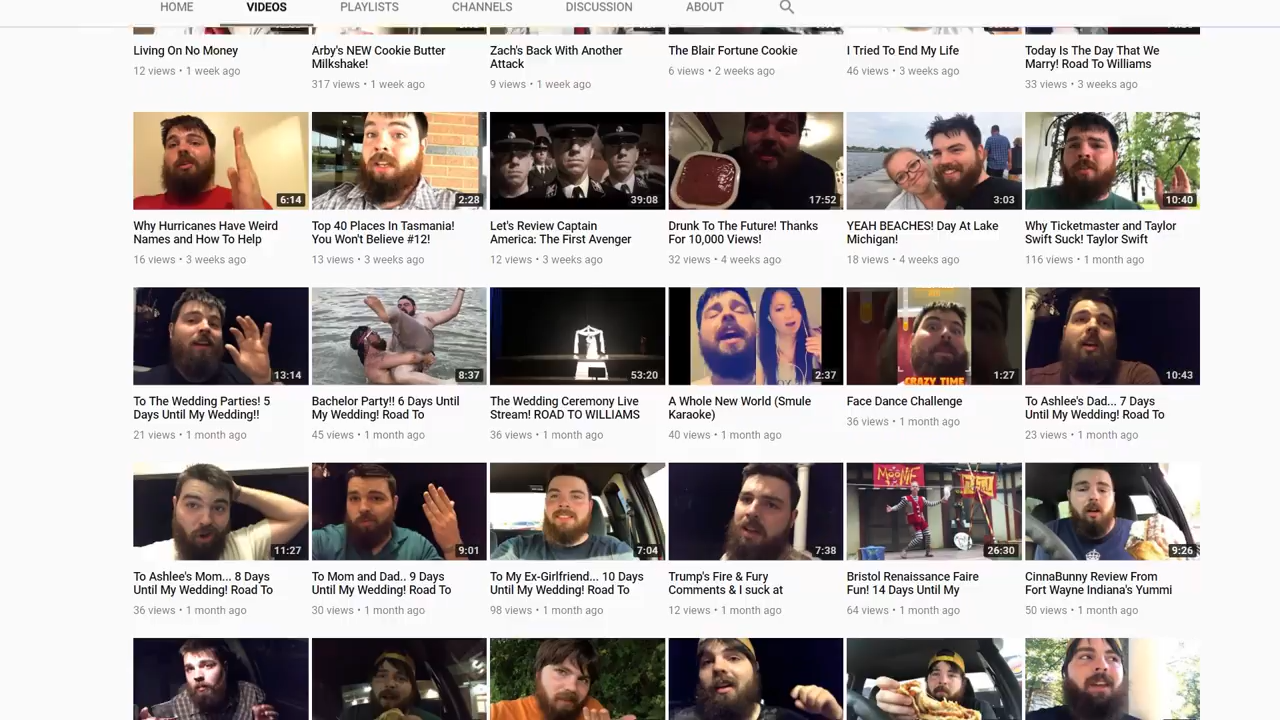 HOME VIDEOS PLAYLISTS CHANNELS DISCUSSION ABOUT
Living On No Money
12 views • 1 week ago
Arby's NEW Cookie Butter
Milkshake!
317 views • 1 week ago
Zach's Back With Another
Attack
9 views • 1 week ago
The Blair Fortune Cookie
6 views • 2 weeks ago
I Tried To End My Life
46 views • 3 weeks ago
Today Is The Day That We
Marry! Road To Williams
33 views • 3 weeks ago
6:14
Why Hurricanes Have Weird
Names and How To Help
16 views • 3 weeks ago
2:28
Top 40 Places In Tasmania!
You Won't Believe #12!
13 views • 3 weeks ago
39:08
Let's Review Captain
America: The First Avenger
12 views • 3 weeks ago
17:52
Drunk To The Future! Thanks
For 10,000 Views!
32 views • 4 weeks ago
3:03
YEAH BEACHES! Day At Lake
Michigan!
18 views • 4 weeks ago
10:40
Why Ticketmaster and Taylor
Swift Suck! Taylor Swift
116 views • 1 month ago
13:14
To The Wedding Parties! 5
Days Until My Wedding!!
21 views • 1 month ago
8:37
Bachelor Party!! 6 Days Until
My Wedding! Road To
45 views • 1 month ago
53:20
The Wedding Ceremony Live
Stream! ROAD TO WILLIAMS
36 views • 1 month ago
2:37
A Whole New World (Smule
Karaoke)
40 views • 1 month ago
CRAZY TIME
1:27
Face Dance Challenge
36 views • 1 month ago
10:43
To Ashlee's Dad... 7 Days
Until My Wedding! Road To
23 views • 1 month ago
11:27
To Ashlee's Mom... 8 Days
Until My Wedding! Road To
36 views • 1 month ago
9:01
To Mom and Dad.. 9 Days
Until My Wedding! Road To
30 views • 1 month ago
7:04
To My Ex-Girlfriend... 10 Days
Until My Wedding! Road To
98 views • 1 month ago
7:38
Trump's Fire & Fury
Comments & I suck at
12 views • 1 month ago
MOONIE
26:30
Bristol Renaissance Faire
Fun! 14 Days Until My
64 views • 1 month ago
9:26
CinnaBunny Review From
Fort Wayne Indiana's Yummi
50 views • 1 month ago